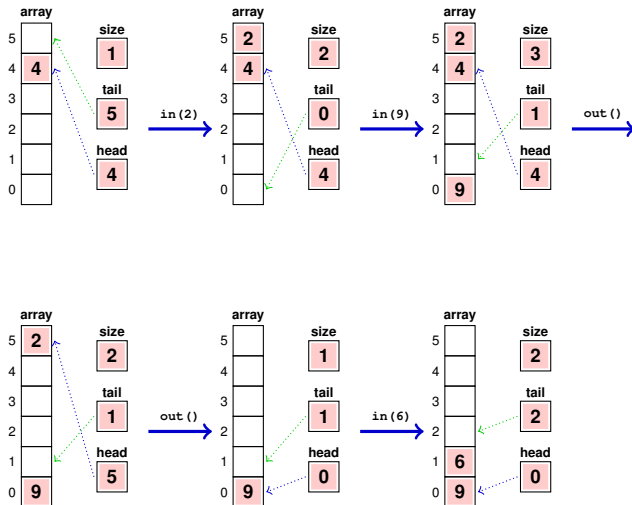 array array array
5 size 5 2 size 5 2 size
4 4 1 4 4 2 4 4 3
3 tail 3 tail 3 tail
2 5 in(2) 2 0 in(9) 2 1 out()
1 head 1 head 1 head
0 4 0 4 0 9 4
array array array
5 2 size 5 size 5 size
4 2 4 1 4 2
3 tail 3 tail 3 tail
2 1 out() 2 1 in(6) 2 2
1 head 1 head 1 6 head
0 9 5 0 9 0 0 9 0